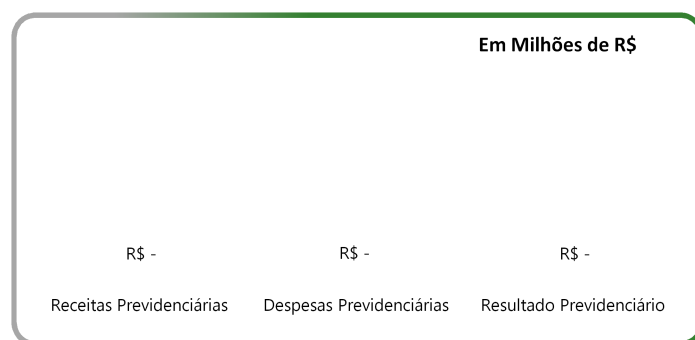 Em Milhões de R$
R$ - R$ - R$ -
Receitas Previdenciárias Despesas Previdenciárias Resultado Previdenciário